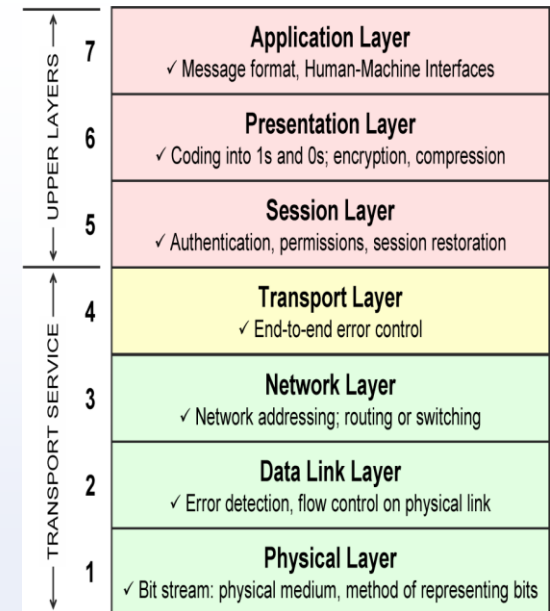 UPPER LAYERS
7
Application Layer
✓ Message format, Human-Machine Interfaces
6
Presentation Layer
✓ Coding into 1s and 0s; encryption, compression
5
Session Layer
✓ Authentication, permissions, session restoration
TRANSPORT SERVICE
4
Transport Layer
✓ End-to-end error control
3
Network Layer
✓ Network addressing; routing or switching
2
Data Link Layer
✓ Error detection, flow control on physical link
1
Physical Layer
✓ Bit stream: physical medium, method of representing bits